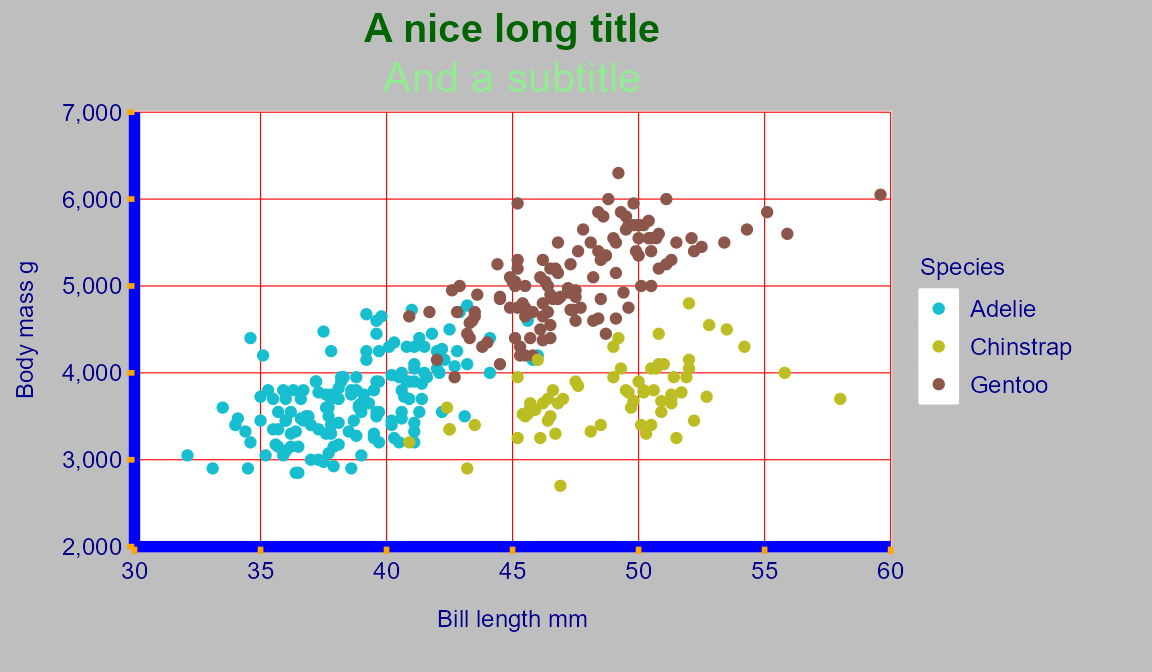 A nice long title
And a subtitle
7,000
6,000
5,000
4,000
3,000
2,000
Body mass g
30 35 40 45 50 55 60
Bill length mm
Species
Adelie
Chinstrap
Gentoo